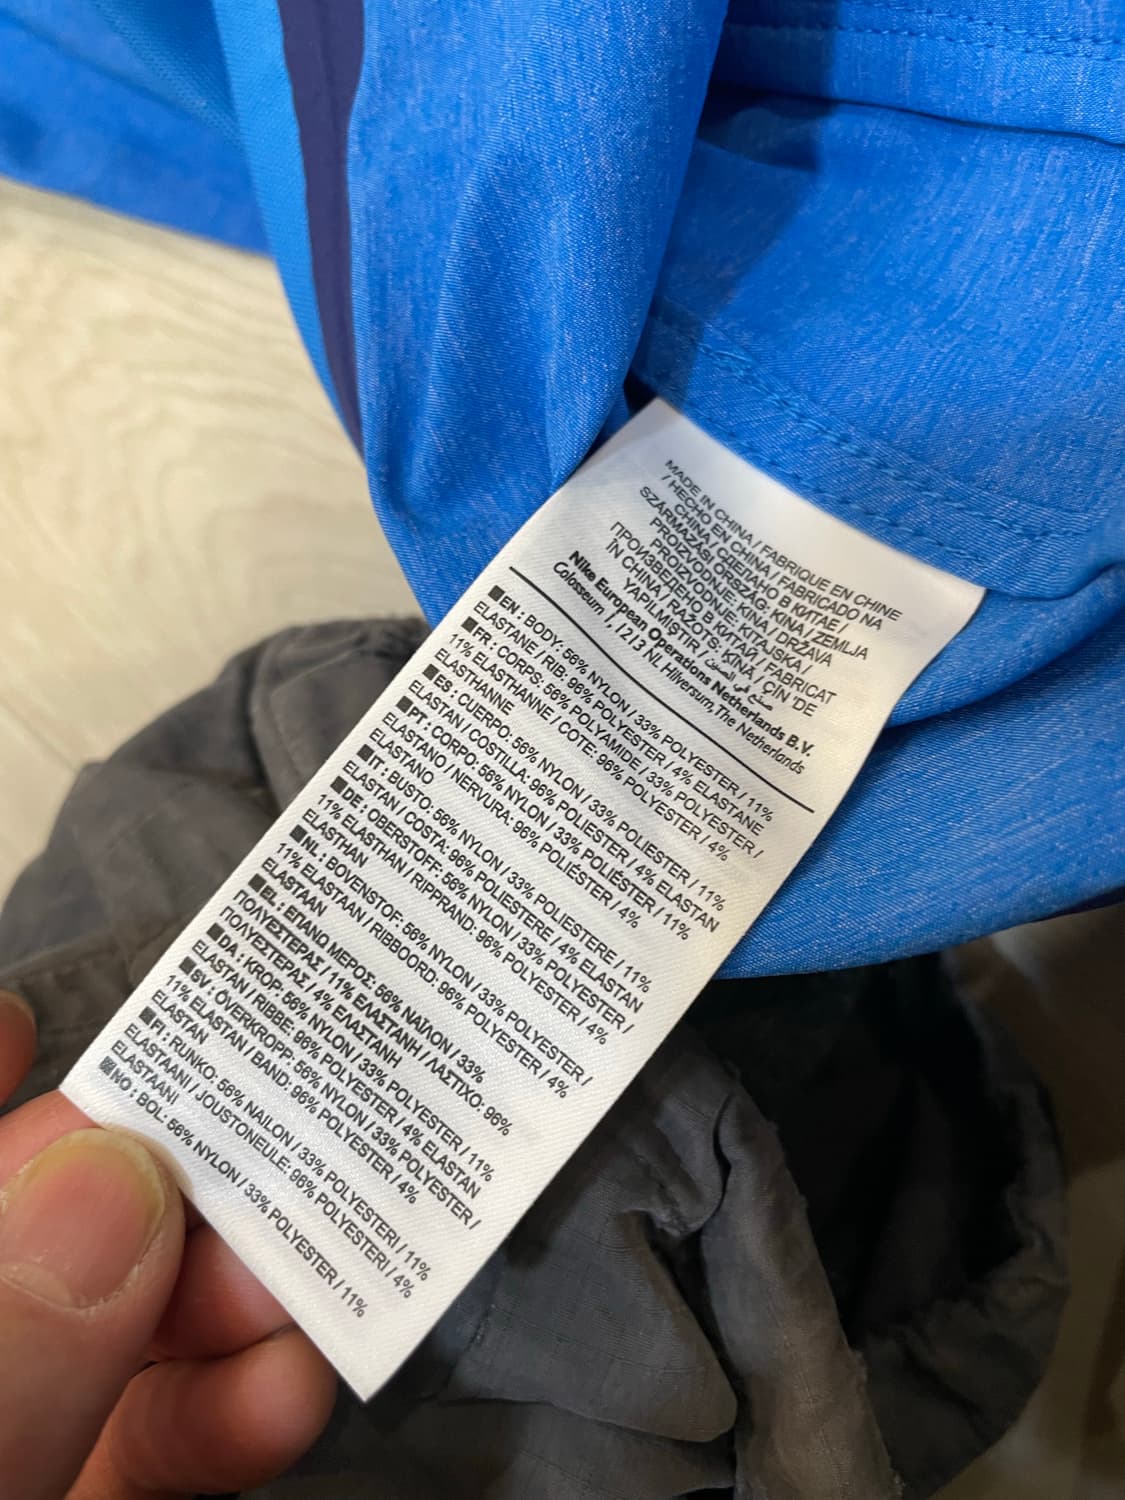 MADE IN CHINA / FABRIQUE EN CHINE
/ HECHO EN CHINA / FABRICADO NA
CHINA / СДЕЛАНО В КИТАЕ /
SZÁRMAZÁSI ORSZÁG: KÍNA / ZEMLJA
PROIZVODNJE: KINA / DRŽAVA
PROIZVODNJE: KITAJSKA /
ПРОИЗВЕДЕНО В КИТАЙ / FABRICAT
ÎN CHINA / RAŽOTS: ĶĪNA / ÇİN 'DE
YAPILMIŞTIR / صنع في الصين
Nike European Operations Netherlands B.V.
Colosseum 1, 1213 NL Hilversum, The Netherlands
EN : BODY: 56% NYLON / 33% POLYESTER / 11%
ELASTANE / RIB: 96% POLYESTER / 4% ELASTANE
FR : CORPS: 56% POLYAMIDE / 33% POLYESTER /
11% ELASTHANNE / COTE: 96% POLYESTER / 4%
ELASTHANNE
ES : CUERPO: 56% NYLON / 33% POLIESTER / 11%
ELASTAN / COSTILLA: 96% POLIESTER / 4% ELASTAN
PT : CORPO: 56% NYLON / 33% POLIÉSTER / 11%
ELASTANO / NERVURA: 96% POLIÉSTER / 4%
ELASTANO
IT : BUSTO: 56% NYLON / 33% POLIESTERE / 11%
ELASTAN / COSTA: 96% POLIESTERE / 4% ELASTAN
DE : OBERSTOFF: 56% NYLON / 33% POLYESTER /
11% ELASTHAN / RIPPRAND: 96% POLYESTER / 4%
ELASTHAN
NL : BOVENSTOF: 56% NYLON / 33% POLYESTER /
11% ELASTAAN / RIBBOORD: 96% POLYESTER / 4%
ELASTAAN
EL : ΕΠΑΝΩ ΜΕΡΟΣ: 56% ΝΑΪΛΟΝ / 33%
ΠΟΛΥΕΣΤΕΡΑΣ / 11% ΕΛΑΣΤΑΝΗ / ΛΑΣΤΙΧΟ: 96%
ΠΟΛΥΕΣΤΕΡΑΣ / 4% ΕΛΑΣΤΑΝΗ
DA : KROP: 56% NYLON / 33% POLYESTER / 11%
ELASTAN / RIBBE: 96% POLYESTER / 4% ELASTAN
SV : ÖVERKROPP: 56% NYLON / 33% POLYESTER /
11% ELASTAN / BAND: 96% POLYESTER / 4%
ELASTAN
FI : RUNKO: 56% NAILON / 33% POLYESTERI / 11%
ELASTAANI / JOUSTONEULE: 96% POLYESTERI / 4%
ELASTAANI
NO : BOL: 56% NYLON / 33% POLYESTER / 11%